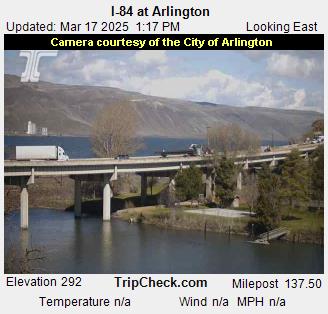 I-84 at Arlington
Updated: Mar 17 2025 1:17 PM Looking East
Camera courtesy of the City of Arlington
Elevation 292 TripCheck.com Milepost 137.50
Temperature n/a Wind n/a MPH n/a